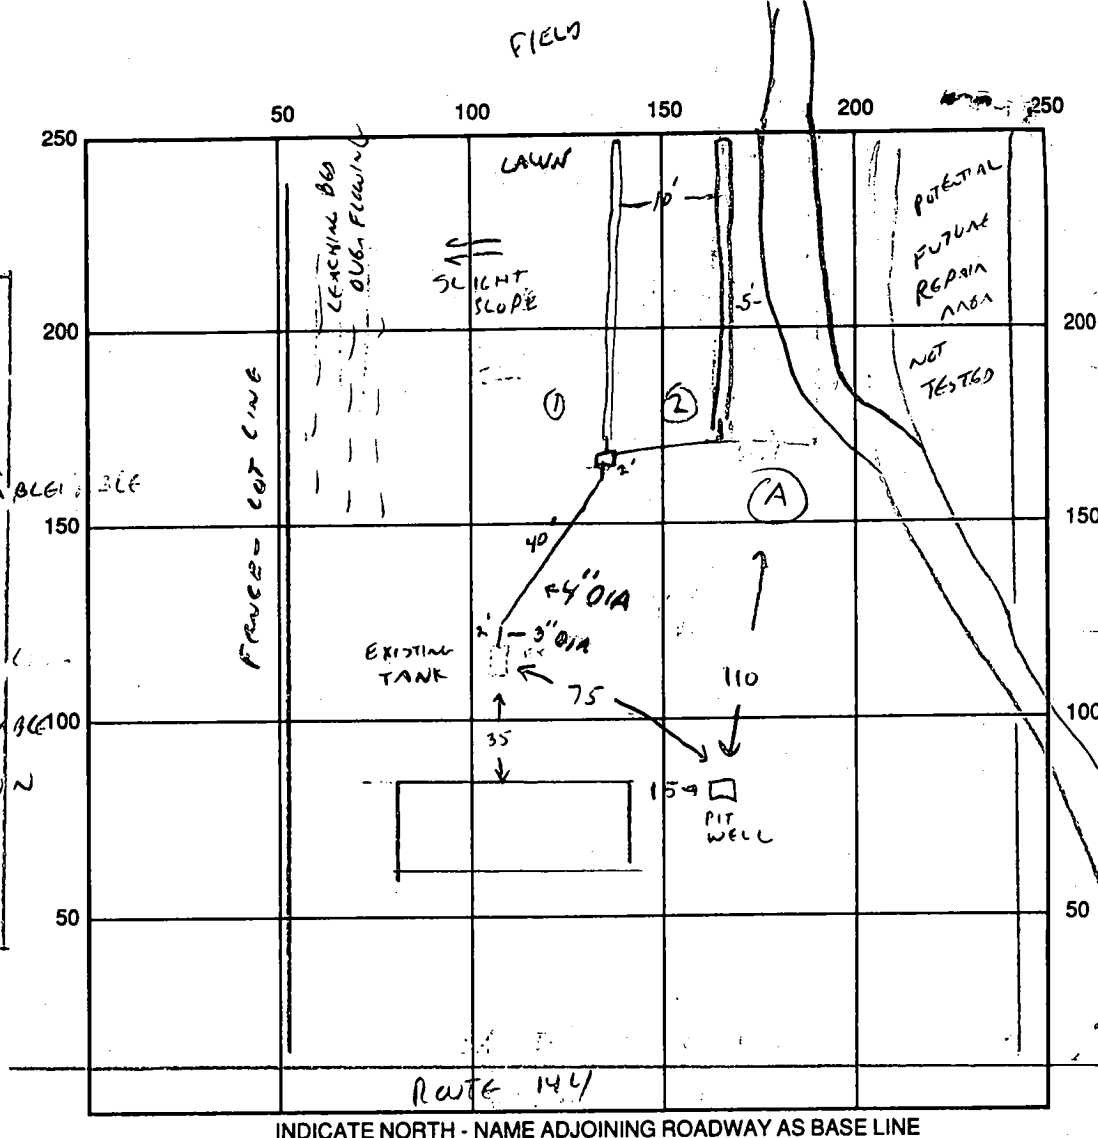 FIELD
50 100 150 200 250
250
LAWN
10'
LEACHING BED
OVERFLOWING
SLIGHT
SLOPE
5'
POTENTIAL
FUTURE
REPAIR
AREA
NOT
TESTED
200 200
FENCE - LOT LINE
1 2
2'
A
150 150
40'
4" DIA
2' 3" DIA
EXISTING
TANK
75
110
100 100
35
15
PIT
WELL
50 50
ROUTE 144
INDICATE NORTH - NAME ADJOINING ROADWAY AS BASE LINE